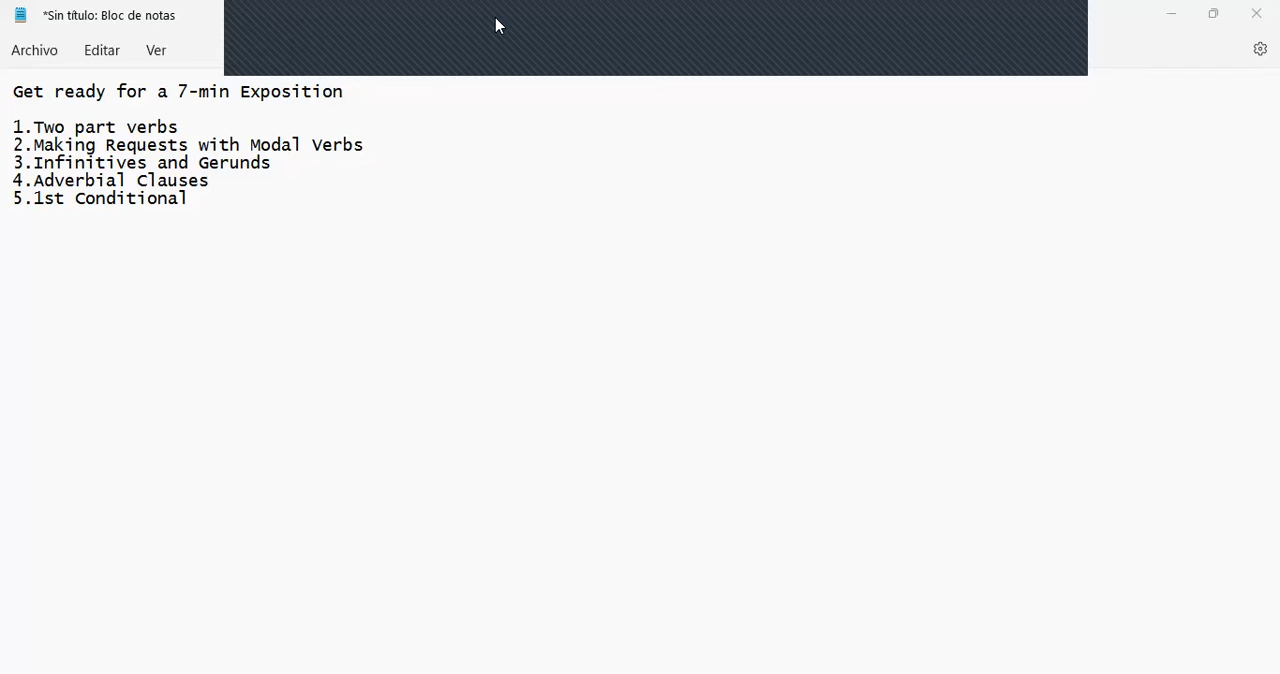 *Sin título: Bloc de notas
Archivo Editar Ver
Get ready for a 7-min Exposition
1.Two part verbs
2.Making Requests with Modal Verbs
3.Infinitives and Gerunds
4.Adverbial Clauses
5.1st Conditional